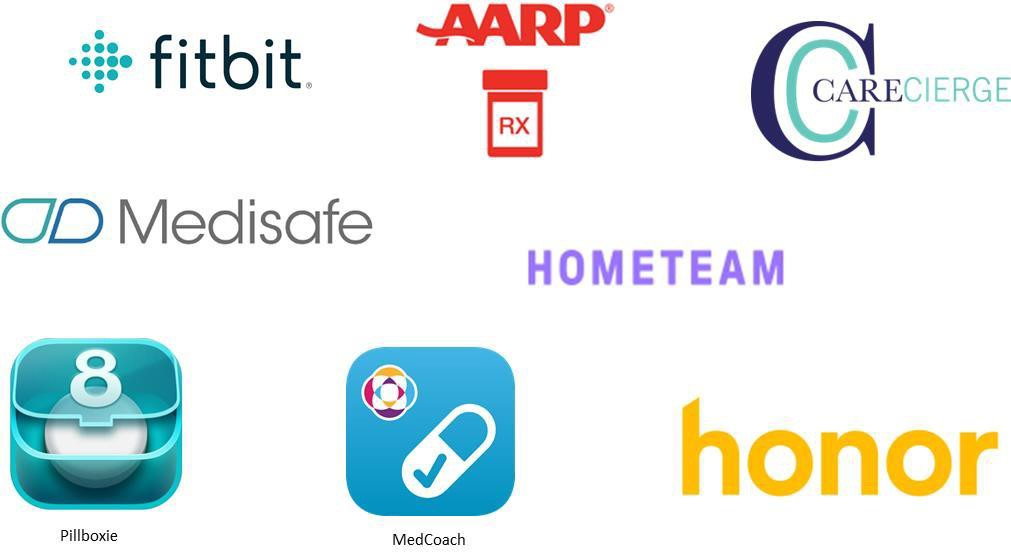 fitbit®
AARP®
RX
CARECIERGE
Medisafe
HOMETEAM
8
Pillboxie
MedCoach
honor